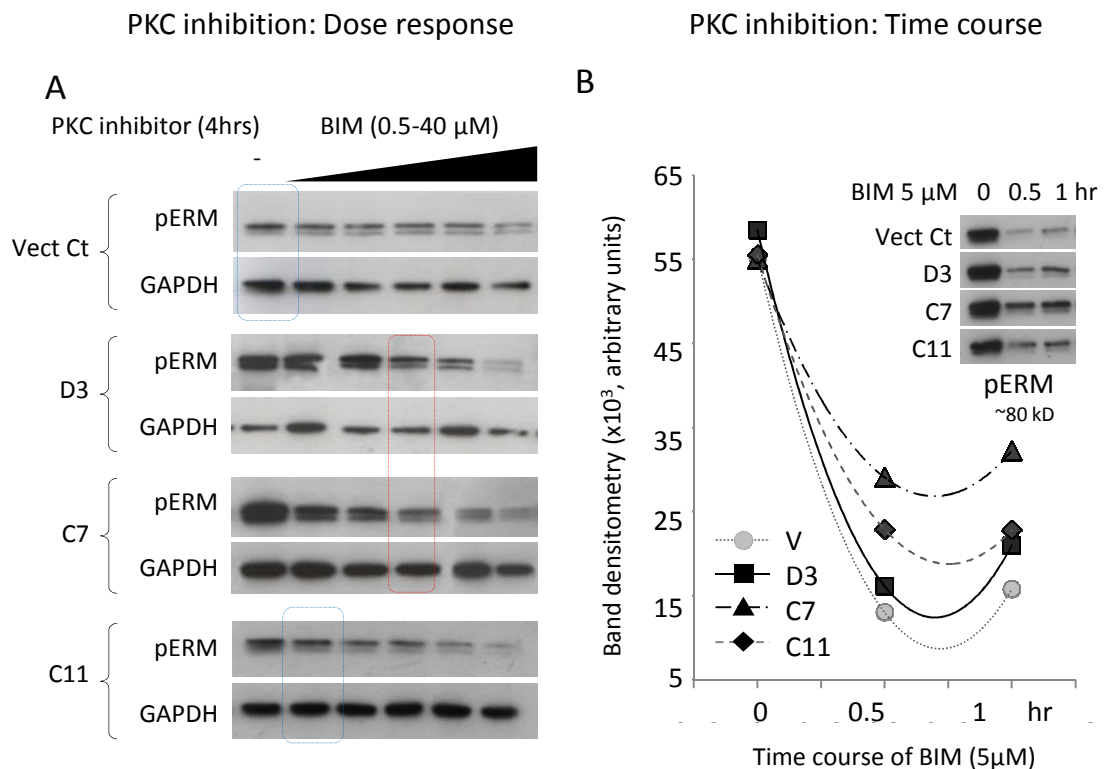 PKC inhibition: Dose response
A
PKC inhibitor (4hrs) BIM (0.5-40 µM)
-
Vect Ct
pERM
GAPDH
D3
pERM
GAPDH
C7
pERM
GAPDH
C11
pERM
GAPDH
PKC inhibition: Time course
B
BIM 5 µM 0 0.5 1 hr
Vect Ct
D3
C7
C11
pERM
~80 kD
Band densitometry (x10³, arbitrary units)
65
55
45
35
25
15
5
V
D3
C7
C11
0 0.5 1 hr
Time course of BIM (5µM)